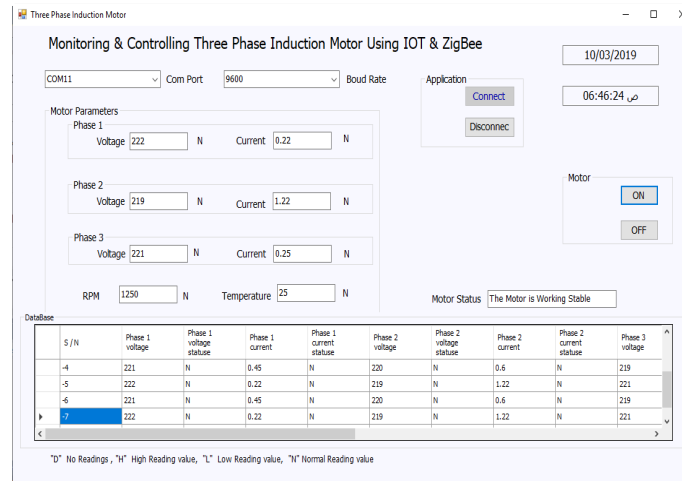 Three Phase Induction Motor
Monitoring & Controlling Three Phase Induction Motor Using IOT & ZigBee
10/03/2019
COM11 Com Port 9600 Boud Rate
Application
Connect
Disconnec
06:46:24 ص
Motor Parameters
Phase 1
Voltage 222 N Current 0.22 N
Phase 2
Voltage 219 N Current 1.22 N
Phase 3
Voltage 221 N Current 0.25 N
RPM 1250 N Temperature 25 N
Motor
ON
OFF
Motor Status The Motor is Working Stable
DataBase
S / N Phase 1 voltage Phase 1 voltage statuse Phase 1 current Phase 1 current statuse Phase 2 voltage Phase 2 voltage statuse Phase 2 current Phase 2 current statuse Phase 3 voltage
-4 221 N 0.45 N 220 N 0.6 N 219
-5 222 N 0.22 N 219 N 1.22 N 221
-6 221 N 0.45 N 220 N 0.6 N 219
-7 222 N 0.22 N 219 N 1.22 N 221
"D" No Readings , "H" High Reading value, "L" Low Reading value, "N" Normal Reading value